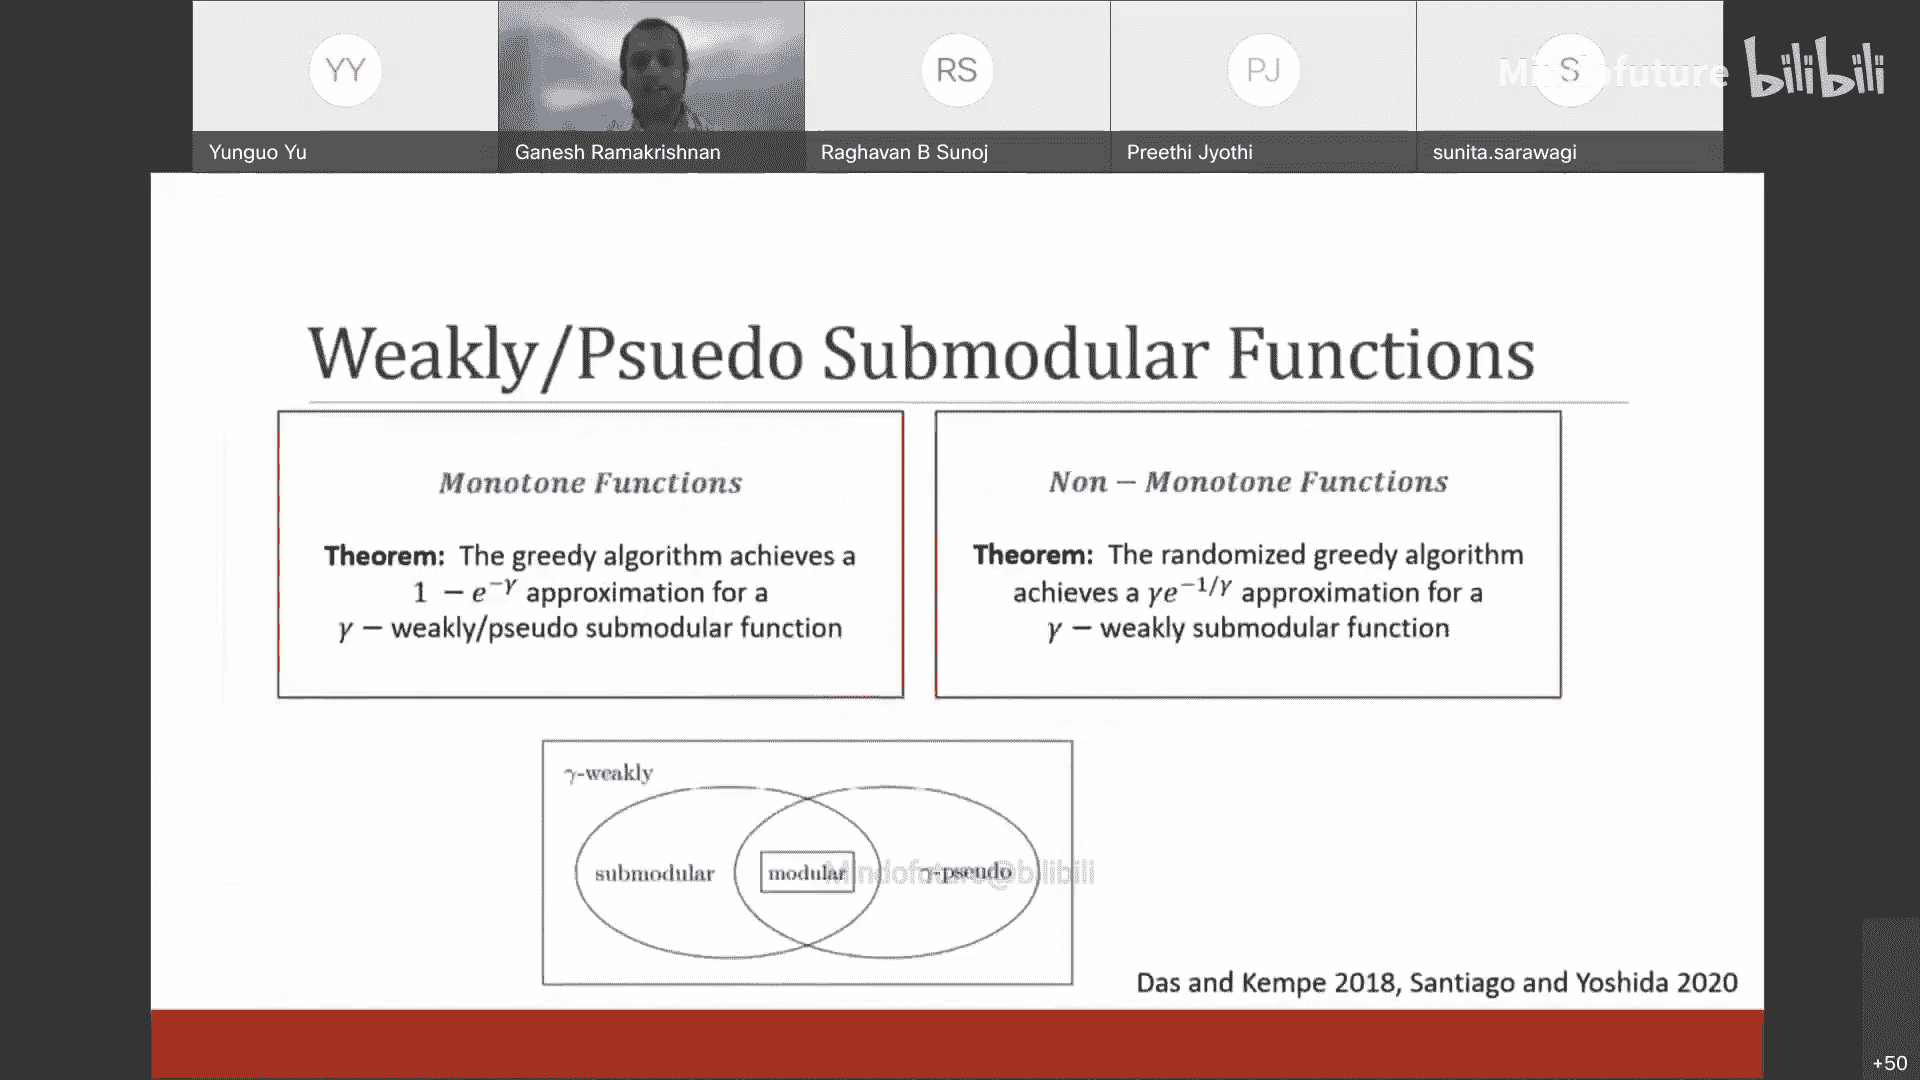 YY
RS
PJ
S
Mindofuture bilibili
Yunguo Yu
Ganesh Ramakrishnan
Raghavan B Sunoj
Preethi Jyothi
sunita.sarawagi
Weakly/Psuedo Submodular Functions
Monotone Functions
Theorem: The greedy algorithm achieves a
1 − e^{−γ} approximation for a
γ − weakly/pseudo submodular function
Non − Monotone Functions
Theorem: The randomized greedy algorithm
achieves a γe^{−1/γ} approximation for a
γ − weakly submodular function
γ-weakly
submodular
modular
γ-pseudo
Mindofuture@bilibili
Das and Kempe 2018, Santiago and Yoshida 2020
+50